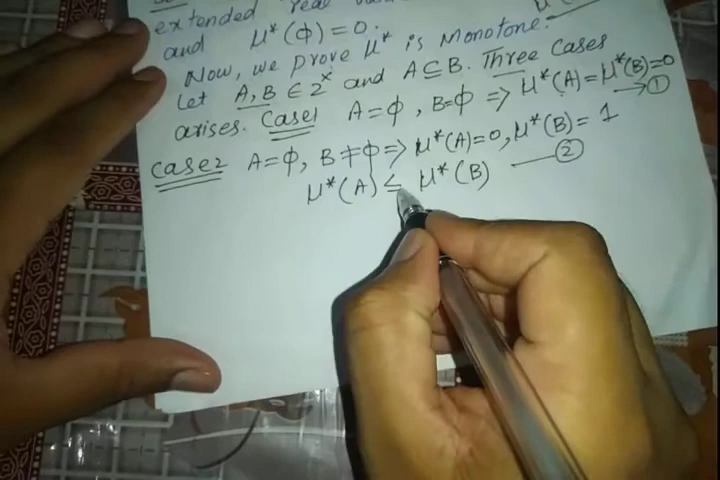 extended real
and μ*(ϕ)=0.
Now, we prove μ* is Monotone.
Let A,B ∈ 2^x and A⊆B. Three Cases
arises. Case1 A=ϕ, B=ϕ => μ*(A)=μ*(B)=0 —①
Case2 A=ϕ, B≠ϕ => μ*(A)=0, μ*(B)=1
μ*(A) ≤ μ*(B) —②